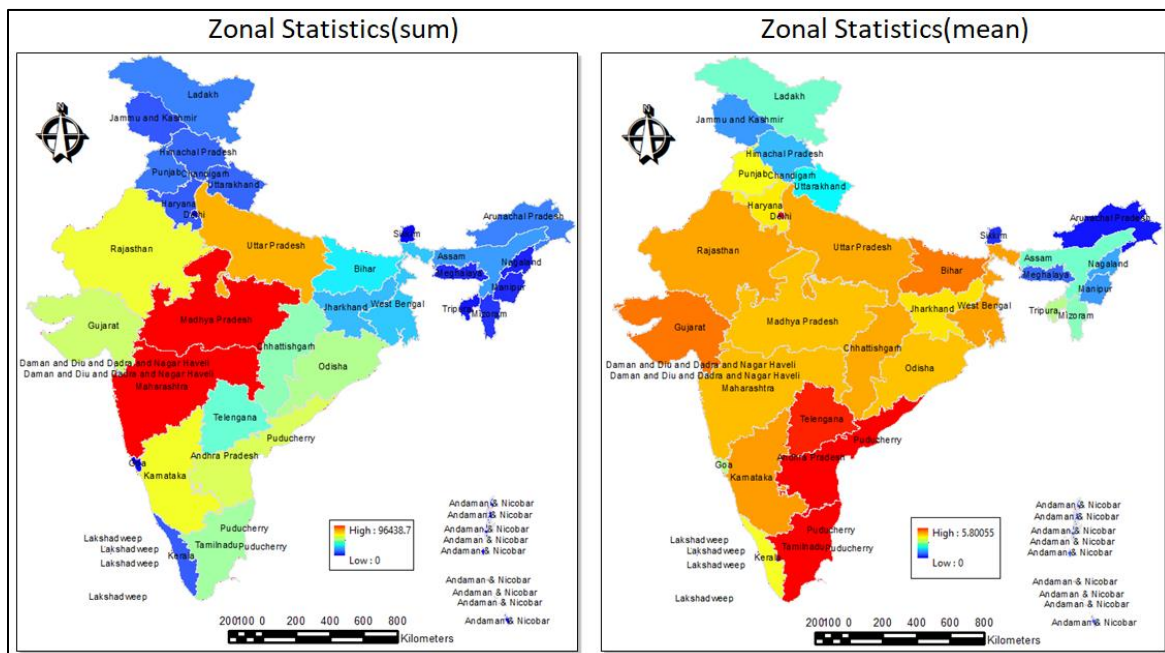 Zonal Statistics(sum)
N
Ladakh
Jammu and Kashmir
Himachal Pradesh
Punjab
Chandigarh
Uttarakhand
Haryana
Delhi
Rajasthan
Uttar Pradesh
Bihar
Sikkim
Arunachal Pradesh
Assam
Nagaland
Meghalaya
Manipur
Tripura
Mizoram
Jharkhand
West Bengal
Gujarat
Madhya Pradesh
Chhattishgarh
Odisha
Daman and Diu and Dadra and Nagar Haveli
Daman and Diu and Dadra and Nagar Haveli
Maharashtra
Telengana
Puducherry
Goa
Andhra Pradesh
Karnataka
Puducherry
Lakshadweep
Lakshadweep
Kerala
Tamilnadu
Puducherry
Lakshadweep
Lakshadweep
High : 96438.7
Low : 0
Andaman & Nicobar
Andaman & Nicobar
Andaman & Nicobar
Andaman & Nicobar
Andaman & Nicobar
Andaman & Nicobar
Andaman & Nicobar
Andaman & Nicobar
Andaman & Nicobar
200100 0 200 400 600 800
Kilometers
Zonal Statistics(mean)
N
Ladakh
Jammu and Kashmir
Himachal Pradesh
Punjab
Chandigarh
Uttarakhand
Haryana
Delhi
Rajasthan
Uttar Pradesh
Bihar
Sikkim
Arunachal Pradesh
Assam
Nagaland
Meghalaya
Manipur
Tripura
Mizoram
Jharkhand
West Bengal
Gujarat
Madhya Pradesh
Chhattishgarh
Odisha
Daman and Diu and Dadra and Nagar Haveli
Daman and Diu and Dadra and Nagar Haveli
Maharashtra
Telengana
Puducherry
Goa
Andhra Pradesh
Karnataka
Puducherry
Lakshadweep
Lakshadweep
Kerala
Tamilnadu
Puducherry
Lakshadweep
Lakshadweep
High : 5.80055
Low : 0
Andaman & Nicobar
Andaman & Nicobar
Andaman & Nicobar
Andaman & Nicobar
Andaman & Nicobar
Andaman & Nicobar
Andaman & Nicobar
Andaman & Nicobar
Andaman & Nicobar
200100 0 200 400 600 800
Kilometers